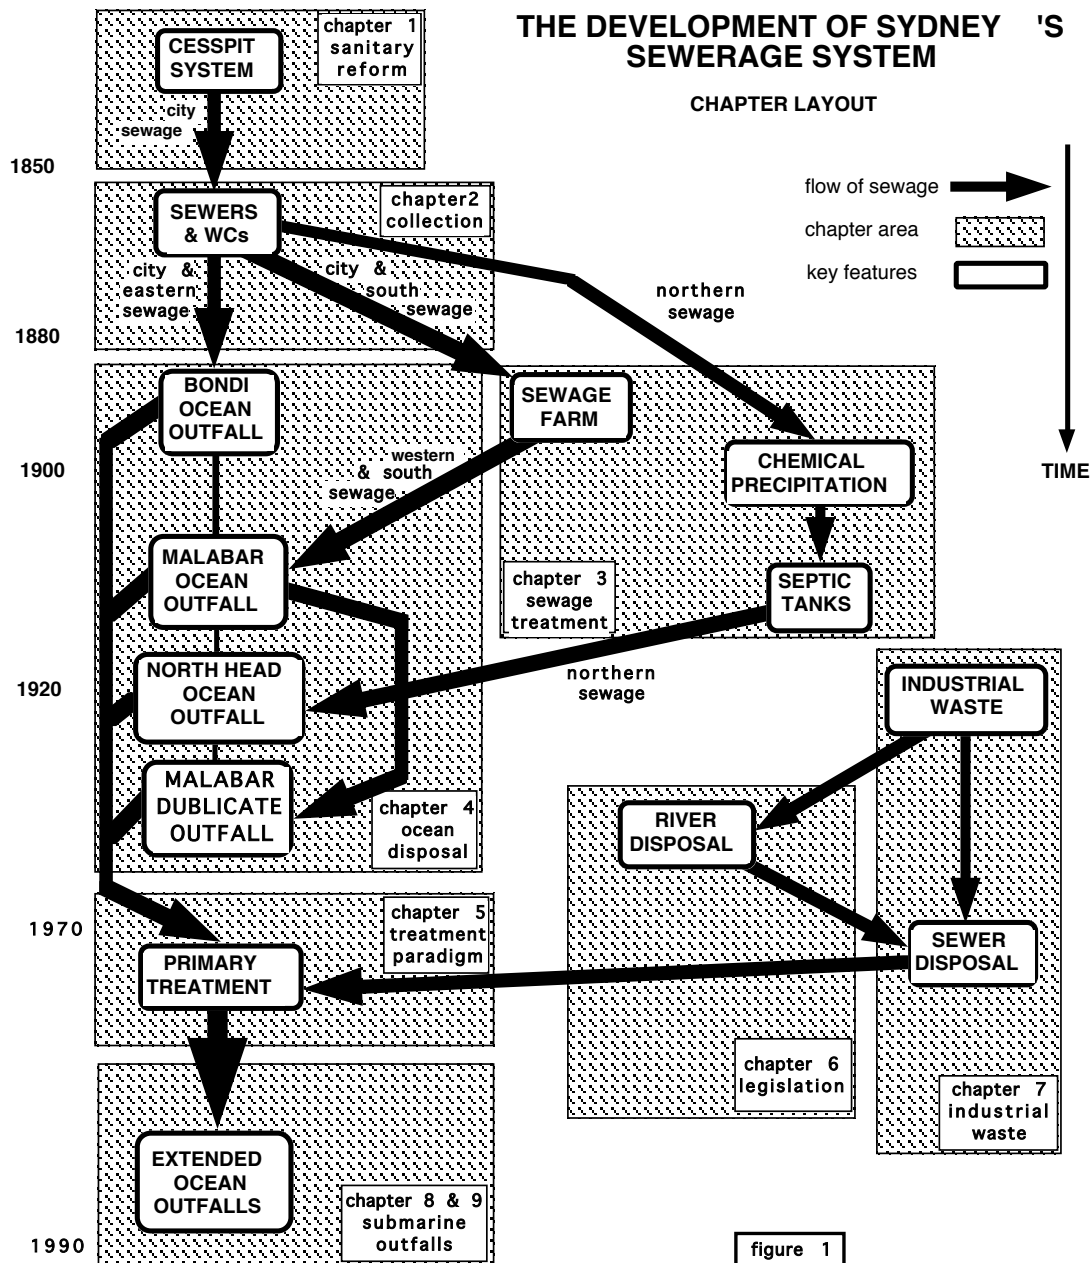 THE DEVELOPMENT OF SYDNEY 'S
SEWERAGE SYSTEM
CHAPTER LAYOUT
flow of sewage
chapter area
key features
TIME
chapter 1
sanitary
reform
CESSPIT
SYSTEM
city
sewage
1850
SEWERS
& WCs
chapter2
collection
city &
eastern
sewage
city &
south
sewage
northern
sewage
1880
BONDI
OCEAN
OUTFALL
SEWAGE
FARM
1900
western
& south
sewage
CHEMICAL
PRECIPITATION
MALABAR
OCEAN
OUTFALL
chapter 3
sewage
treatment
SEPTIC
TANKS
1920
NORTH HEAD
OCEAN
OUTFALL
northern
sewage
INDUSTRIAL
WASTE
MALABAR
DUBLICATE
OUTFALL
chapter 4
ocean
disposal
RIVER
DISPOSAL
1970
chapter 5
treatment
paradigm
PRIMARY
TREATMENT
SEWER
DISPOSAL
chapter 6
legislation
chapter 7
industrial
waste
EXTENDED
OCEAN
OUTFALLS
chapter 8 & 9
submarine
outfalls
1990
figure 1